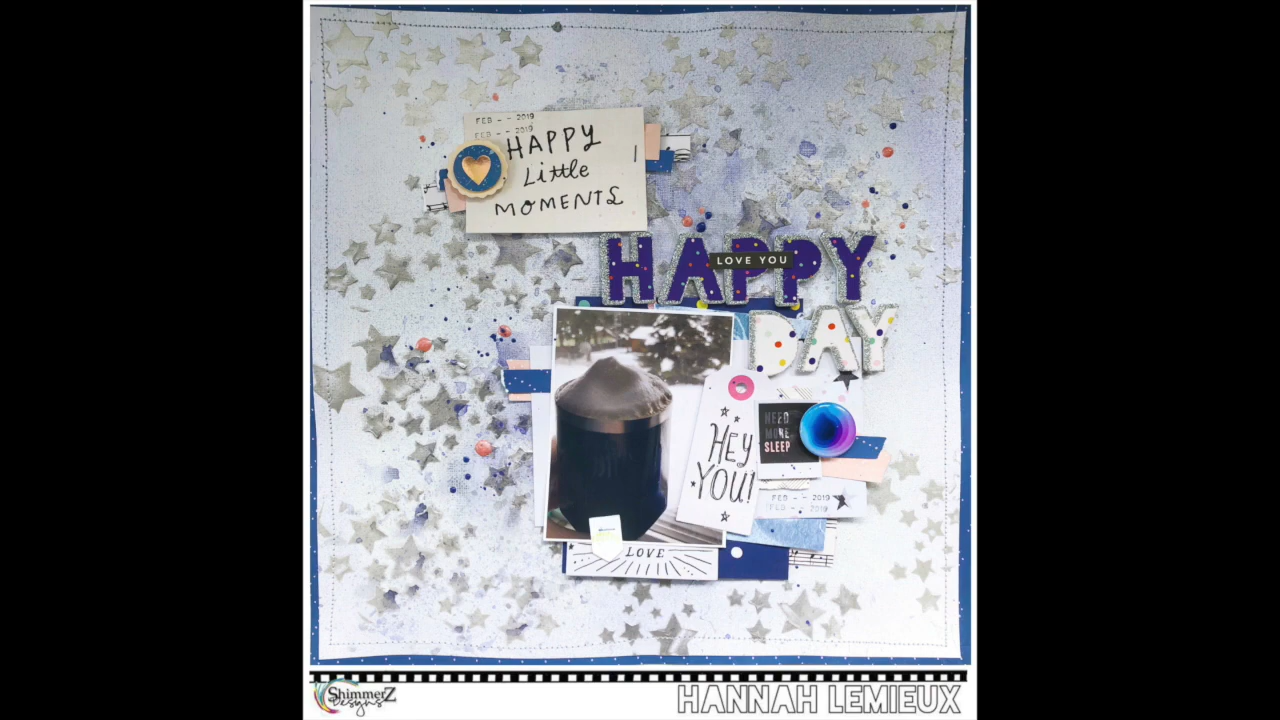 FEB - - 2019
FEB - - 2019
HAPPY
Little
MOMENTS
HAPPY
LOVE YOU
DAY
HEY
YOU!
NEED
MORE
SLEEP
FEB - - 2019
FEB - - 2019
LOVE
ShimmerZ
Designs
HANNAH LEMIEUX